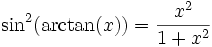 sin²(arctan(x)) = x²/(1 + x²)